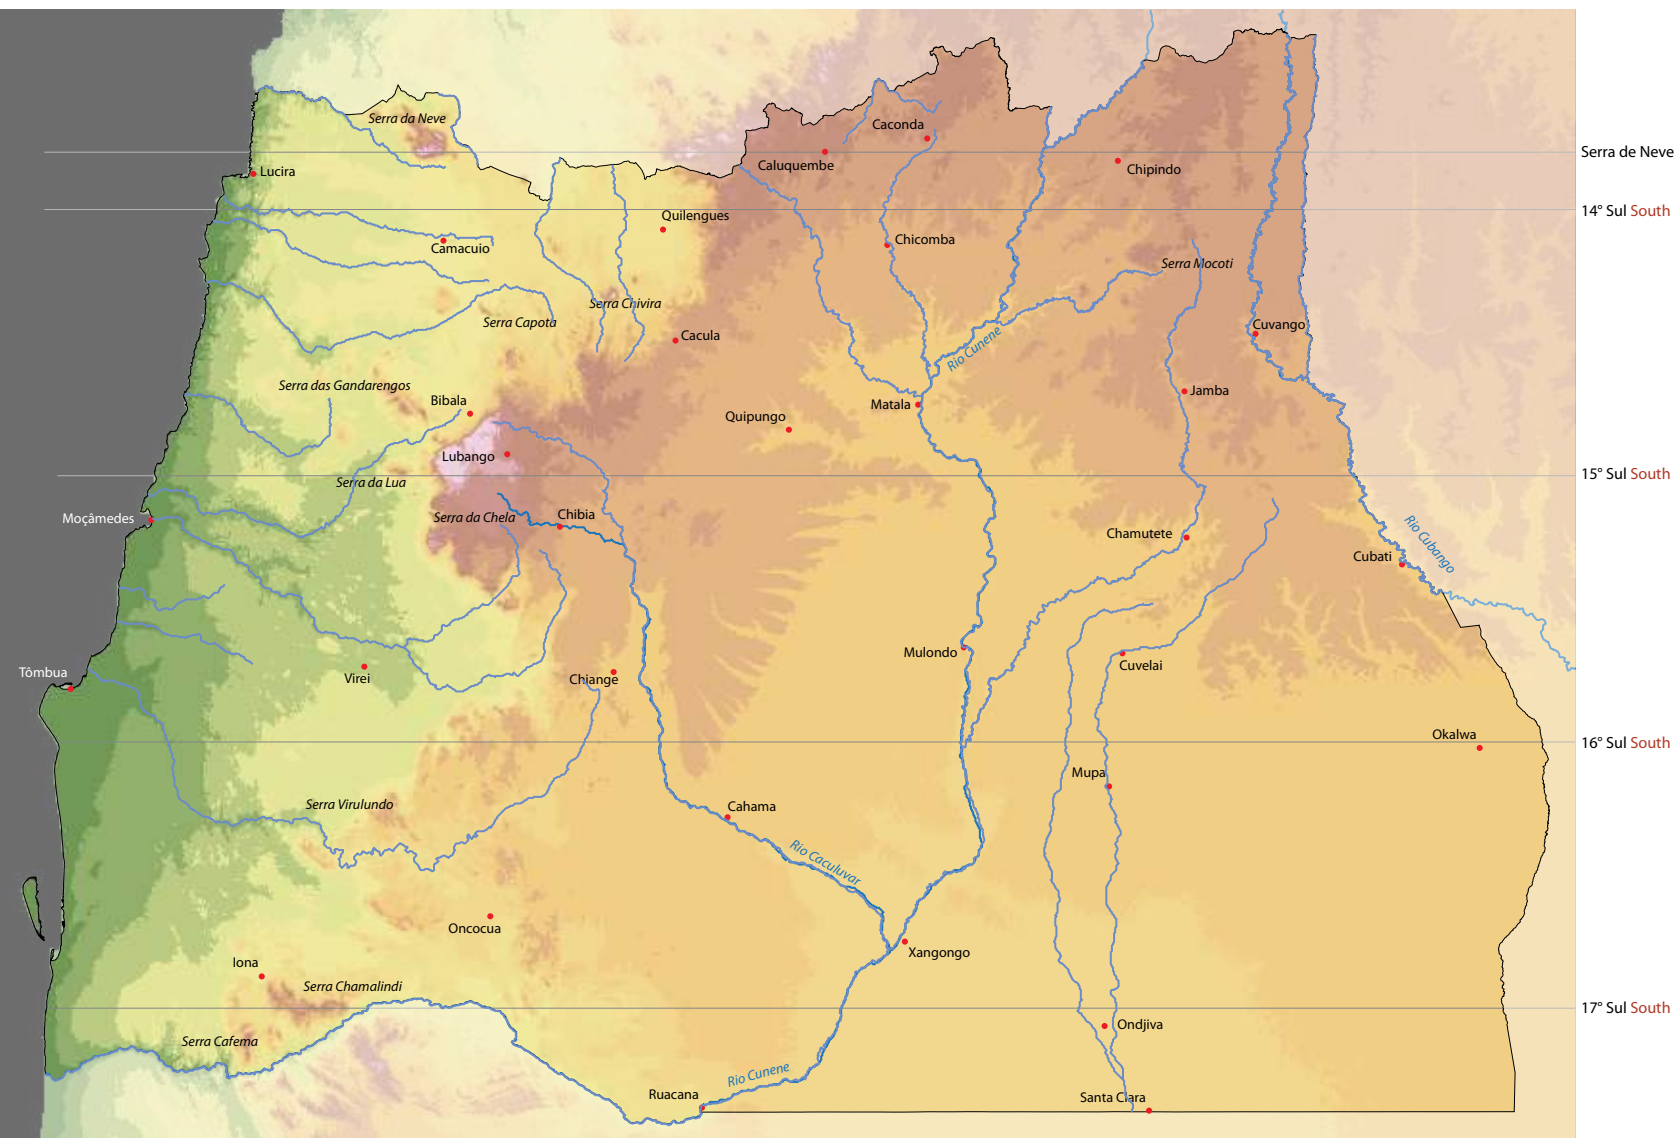 Serra da Neve
Caconda
Serra de Neve
Caluquembe
Chipindo
Lucira
14° Sul South
Quilengues
Camacuio
Chicomba
Serra Mocoti
Serra Chivira
Serra Capota
Cuvango
Cacula
Rio Cunene
Serra das Gandarengos
Jamba
Bibala
Matala
Quipungo
Lubango
15° Sul South
Serra da Lua
Moçâmedes
Serra da Chela
Chibia
Chamutete
Rio Cubango
Cubati
Mulondo
Cuvelai
Tômbua
Virei
Chiange
Okalwa
16° Sul South
Mupa
Serra Virulundo
Cahama
Rio Caculuvar
Oncocua
Xangongo
Iona
Serra Chamalindi
17° Sul South
Ondjiva
Serra Cafema
Rio Cunene
Ruacana
Santa Clara